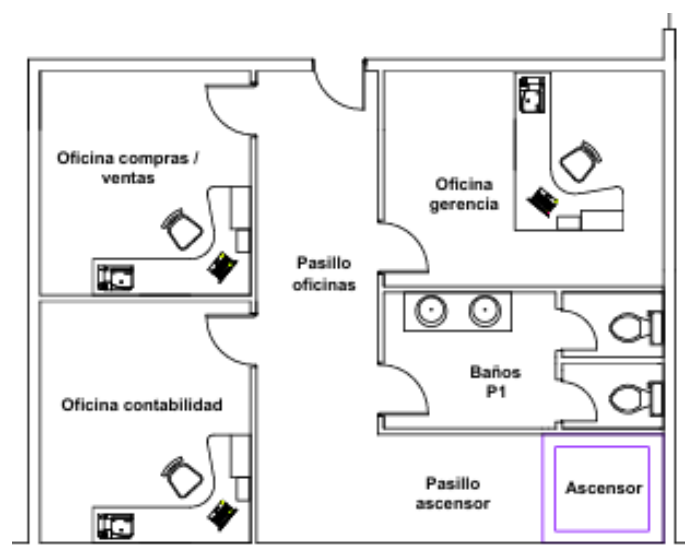 Oficina compras /
ventas
Oficina
gerencia
Pasillo
oficinas
Baños
P1
Oficina contabilidad
Pasillo
ascensor
Ascensor